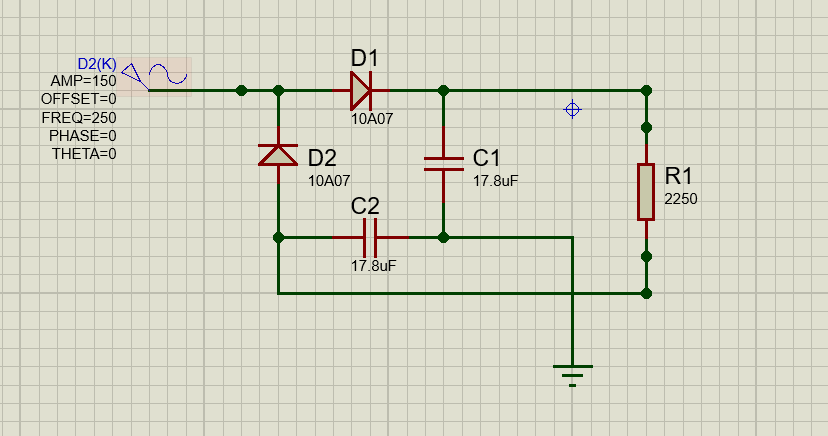 D1
D2(K)
AMP=150
OFFSET=0
FREQ=250
PHASE=0
THETA=0
10A07
D2
10A07
C1
17.8uF
R1
2250
C2
17.8uF